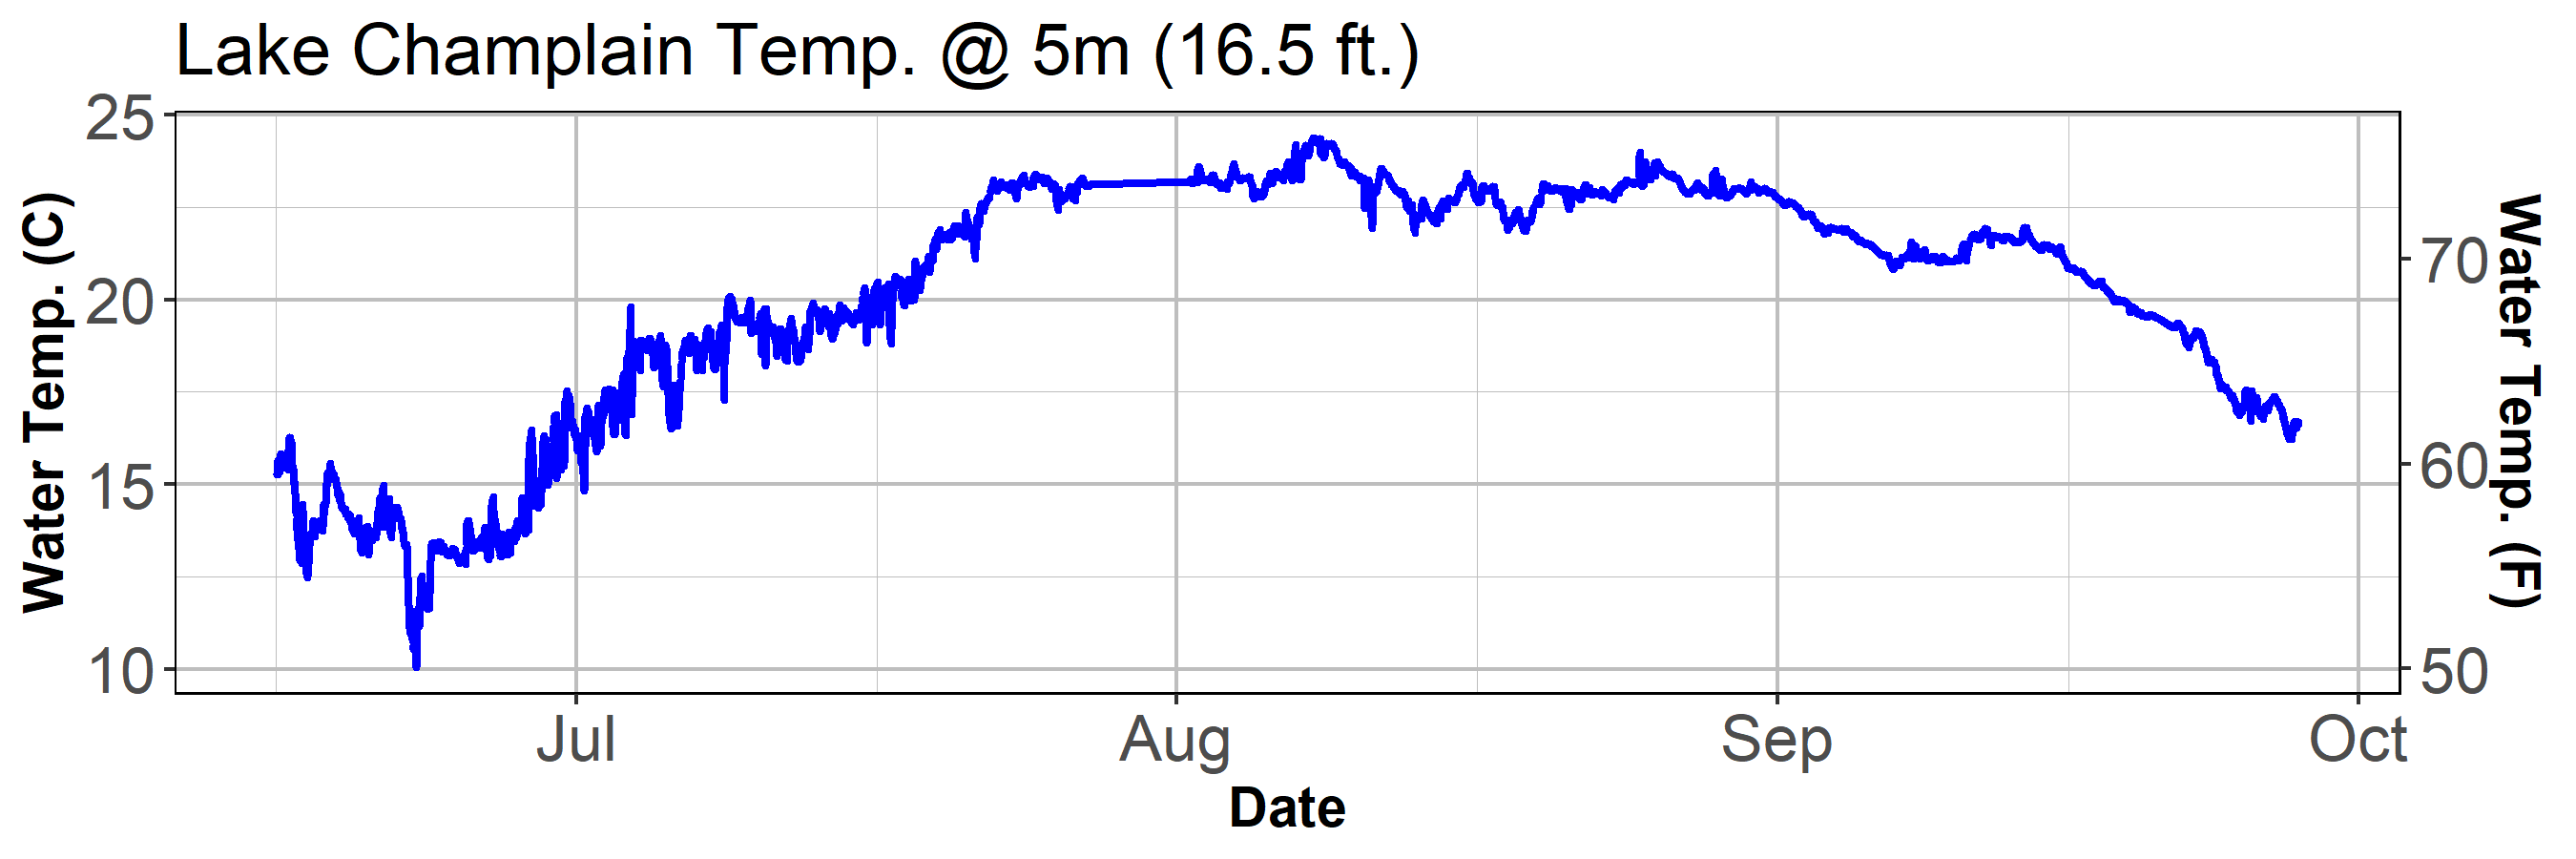 Lake Champlain Temp. @ 5m (16.5 ft.)
Water Temp. (C)
25
20
15
10
70
60
50
Water Temp. (F)
Jul Aug Sep Oct
Date